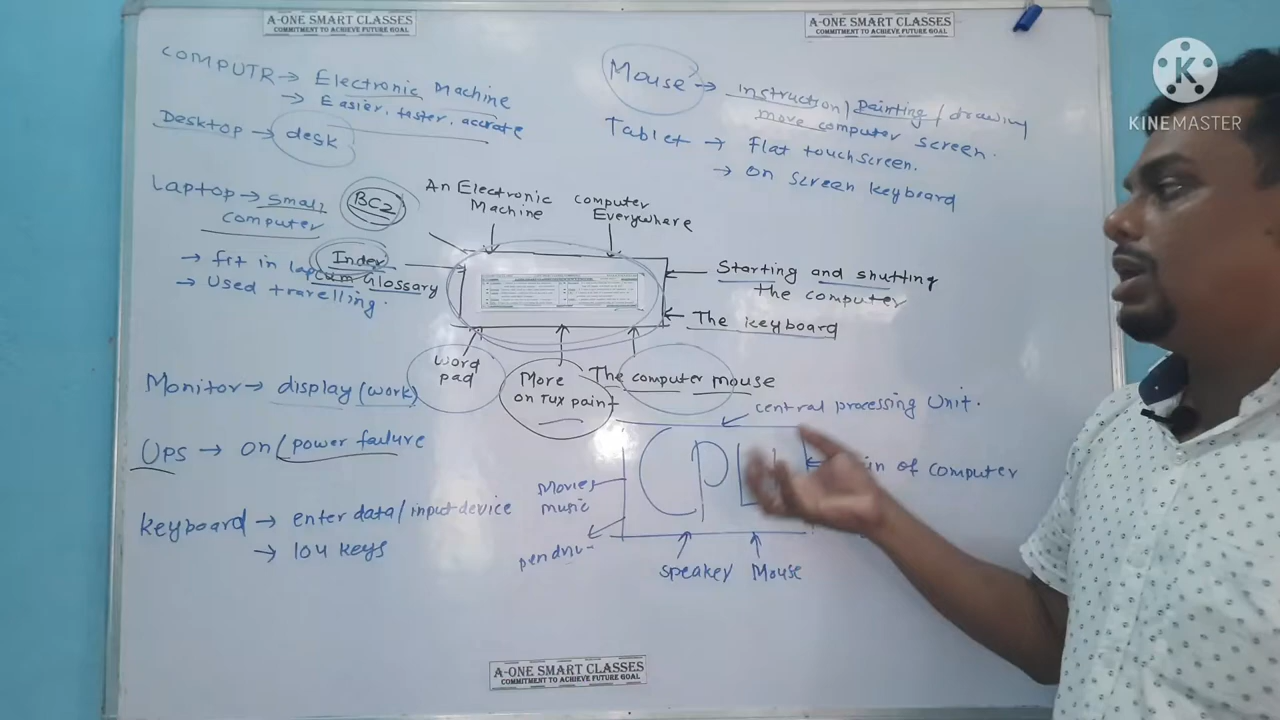 A-ONE SMART CLASSES
COMMITMENT TO ACHIEVE FUTURE GOAL
A-ONE SMART CLASSES
COMMITMENT TO ACHIEVE FUTURE GOAL
KINEMASTER
COMPUTR → Electronic Machine
→ Easier, faster, accrate
Desktop → desk
Laptop → Small
computer
→ fit in lap
→ Used travelling.
Monitor → display (work)
UPS → on/power failure
keyboard → enter data/input device
→ 104 keys
Mouse → instruction/Painting/drawing
move computer screen.
Tablet → Flat touchscreen.
→ on screen keyboard
BC2
An Electronic
Machine
computer
Everywhare
Index
cum Glossary
Starting and shutting
the computer
The keyboard
word
pad
More
on Tux paint
The computer mouse
central processing Unit.
CPU
of computer
Movies
music
pendriv
speaker
Mouse
A-ONE SMART CLASSES
COMMITMENT TO ACHIEVE FUTURE GOAL